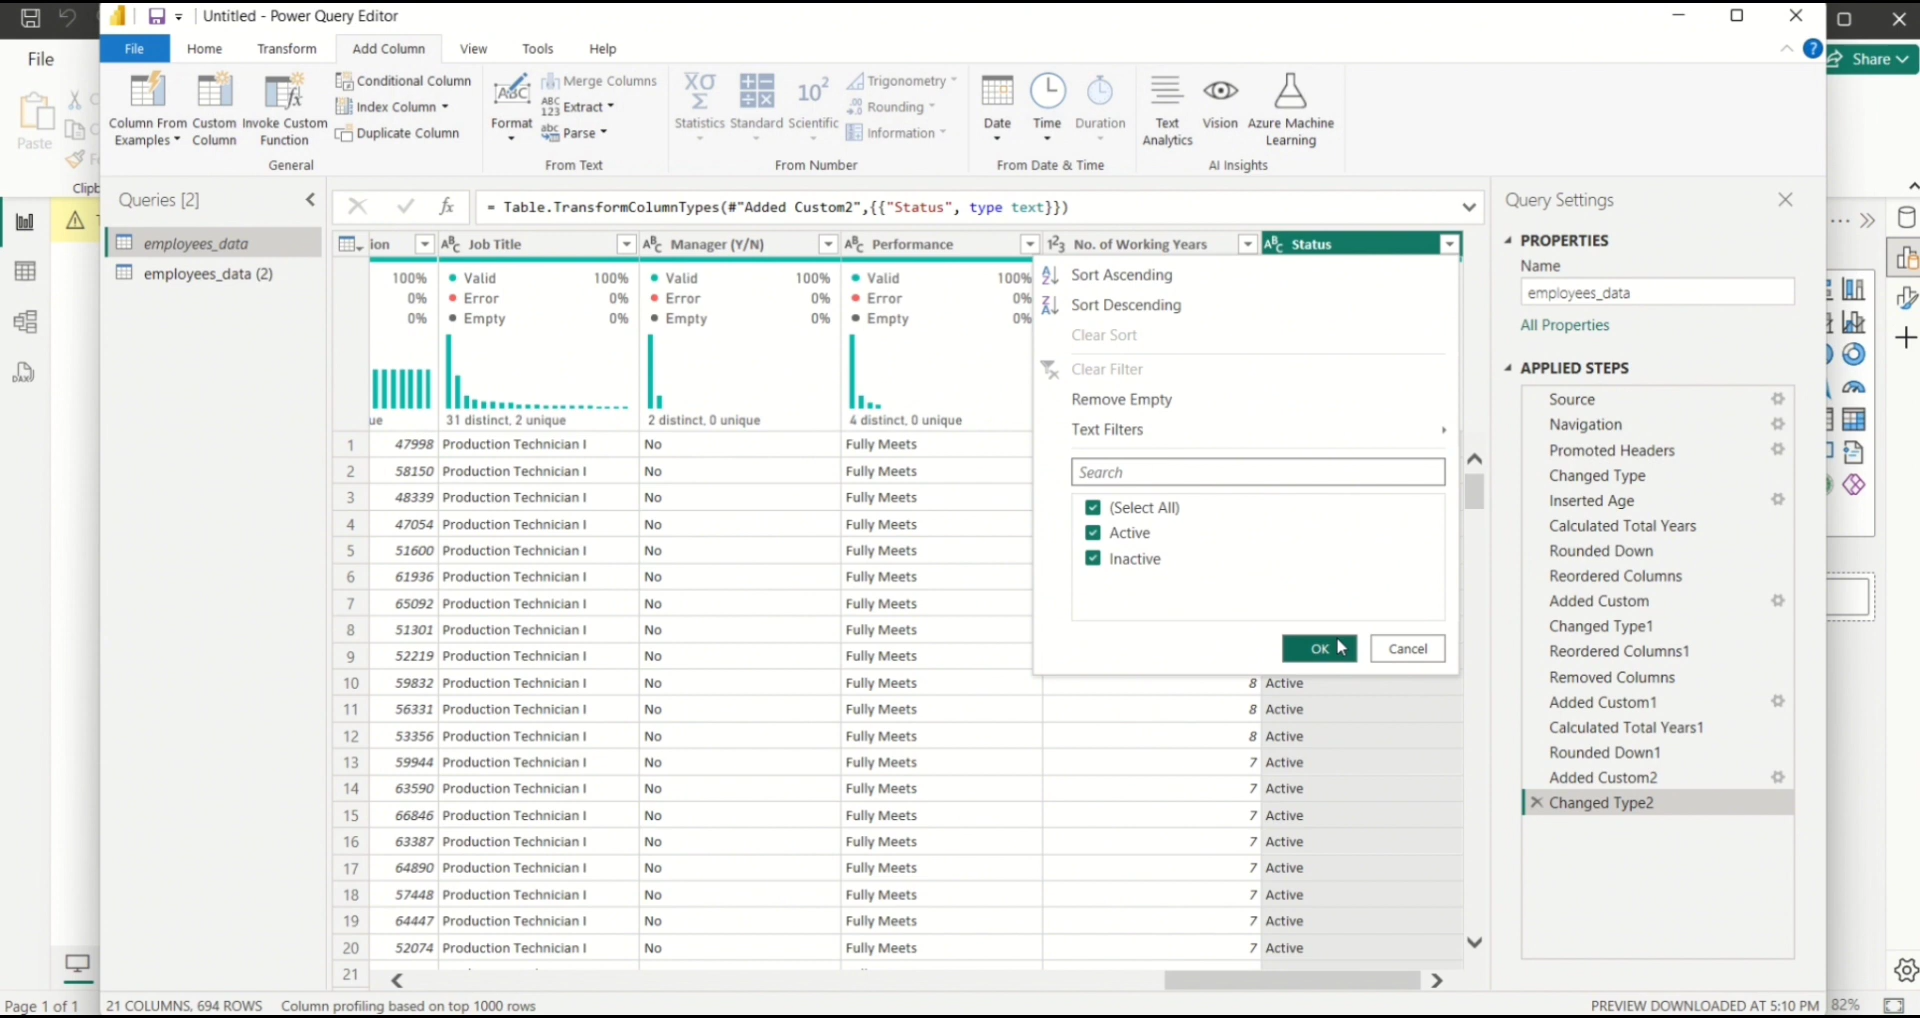 Untitled - Power Query Editor
File
Home
Transform
Add Column
View
Tools
Help
File
Share
Paste
Clipb
Column From Examples
Custom Column
Invoke Custom Function
Conditional Column
Index Column
Duplicate Column
General
Format
Merge Columns
Extract
Parse
From Text
Statistics
Standard
Scientific
Trigonometry
Rounding
Information
From Number
Date
Time
Duration
From Date & Time
Text Analytics
Vision
Azure Machine Learning
AI Insights
Queries [2]
employees_data
employees_data (2)
= Table.TransformColumnTypes(#"Added Custom2",{{"Status", type text}})
ion
Job Title
Manager (Y/N)
Performance
No. of Working Years
Status
100% Valid 100% Valid 100% Valid 100%
0% Error 0% Error 0% Error 0%
0% Empty 0% Empty 0% Empty 0%
ue 31 distinct, 2 unique 2 distinct, 0 unique 4 distinct, 0 unique
1 47998 Production Technician I No Fully Meets
2 58150 Production Technician I No Fully Meets
3 48339 Production Technician I No Fully Meets
4 47054 Production Technician I No Fully Meets
5 51600 Production Technician I No Fully Meets
6 61936 Production Technician I No Fully Meets
7 65092 Production Technician I No Fully Meets
8 51301 Production Technician I No Fully Meets
9 52219 Production Technician I No Fully Meets
10 59832 Production Technician I No Fully Meets 8 Active
11 56331 Production Technician I No Fully Meets 8 Active
12 53356 Production Technician I No Fully Meets 8 Active
13 59944 Production Technician I No Fully Meets 7 Active
14 63590 Production Technician I No Fully Meets 7 Active
15 66846 Production Technician I No Fully Meets 7 Active
16 63387 Production Technician I No Fully Meets 7 Active
17 64890 Production Technician I No Fully Meets 7 Active
18 57448 Production Technician I No Fully Meets 7 Active
19 64447 Production Technician I No Fully Meets 7 Active
20 52074 Production Technician I No Fully Meets 7 Active
21
Sort Ascending
Sort Descending
Clear Sort
Clear Filter
Remove Empty
Text Filters
Search
(Select All)
Active
Inactive
OK
Cancel
Query Settings
PROPERTIES
Name
employees_data
All Properties
APPLIED STEPS
Source
Navigation
Promoted Headers
Changed Type
Inserted Age
Calculated Total Years
Rounded Down
Reordered Columns
Added Custom
Changed Type1
Reordered Columns1
Removed Columns
Added Custom1
Calculated Total Years1
Rounded Down1
Added Custom2
Changed Type2
Page 1 of 1
21 COLUMNS, 694 ROWS
Column profiling based on top 1000 rows
PREVIEW DOWNLOADED AT 5:10 PM
82%